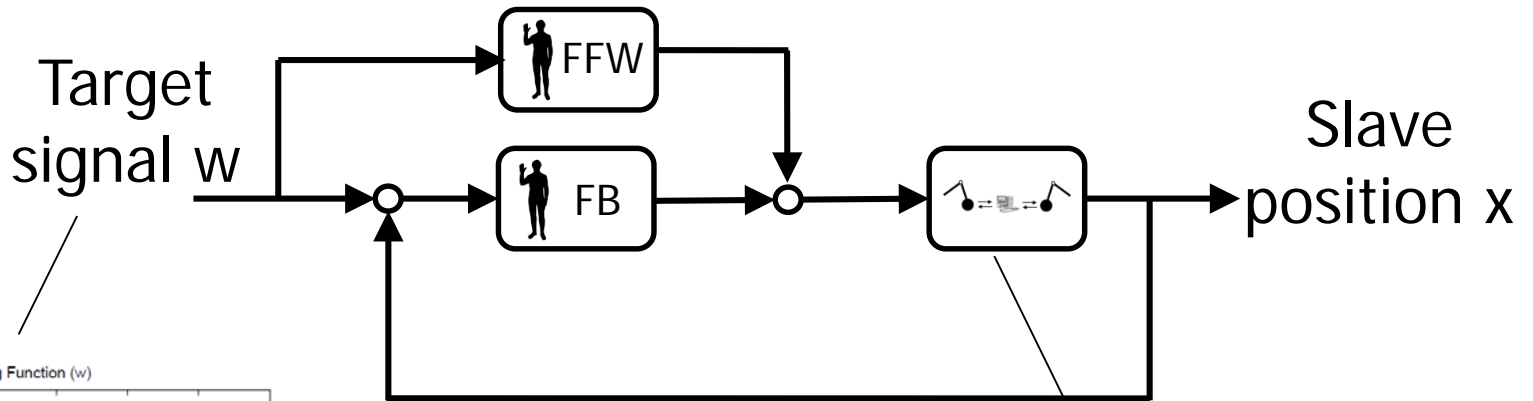 FFW
Target
signal w
FB
Slave
position x
Function (w)